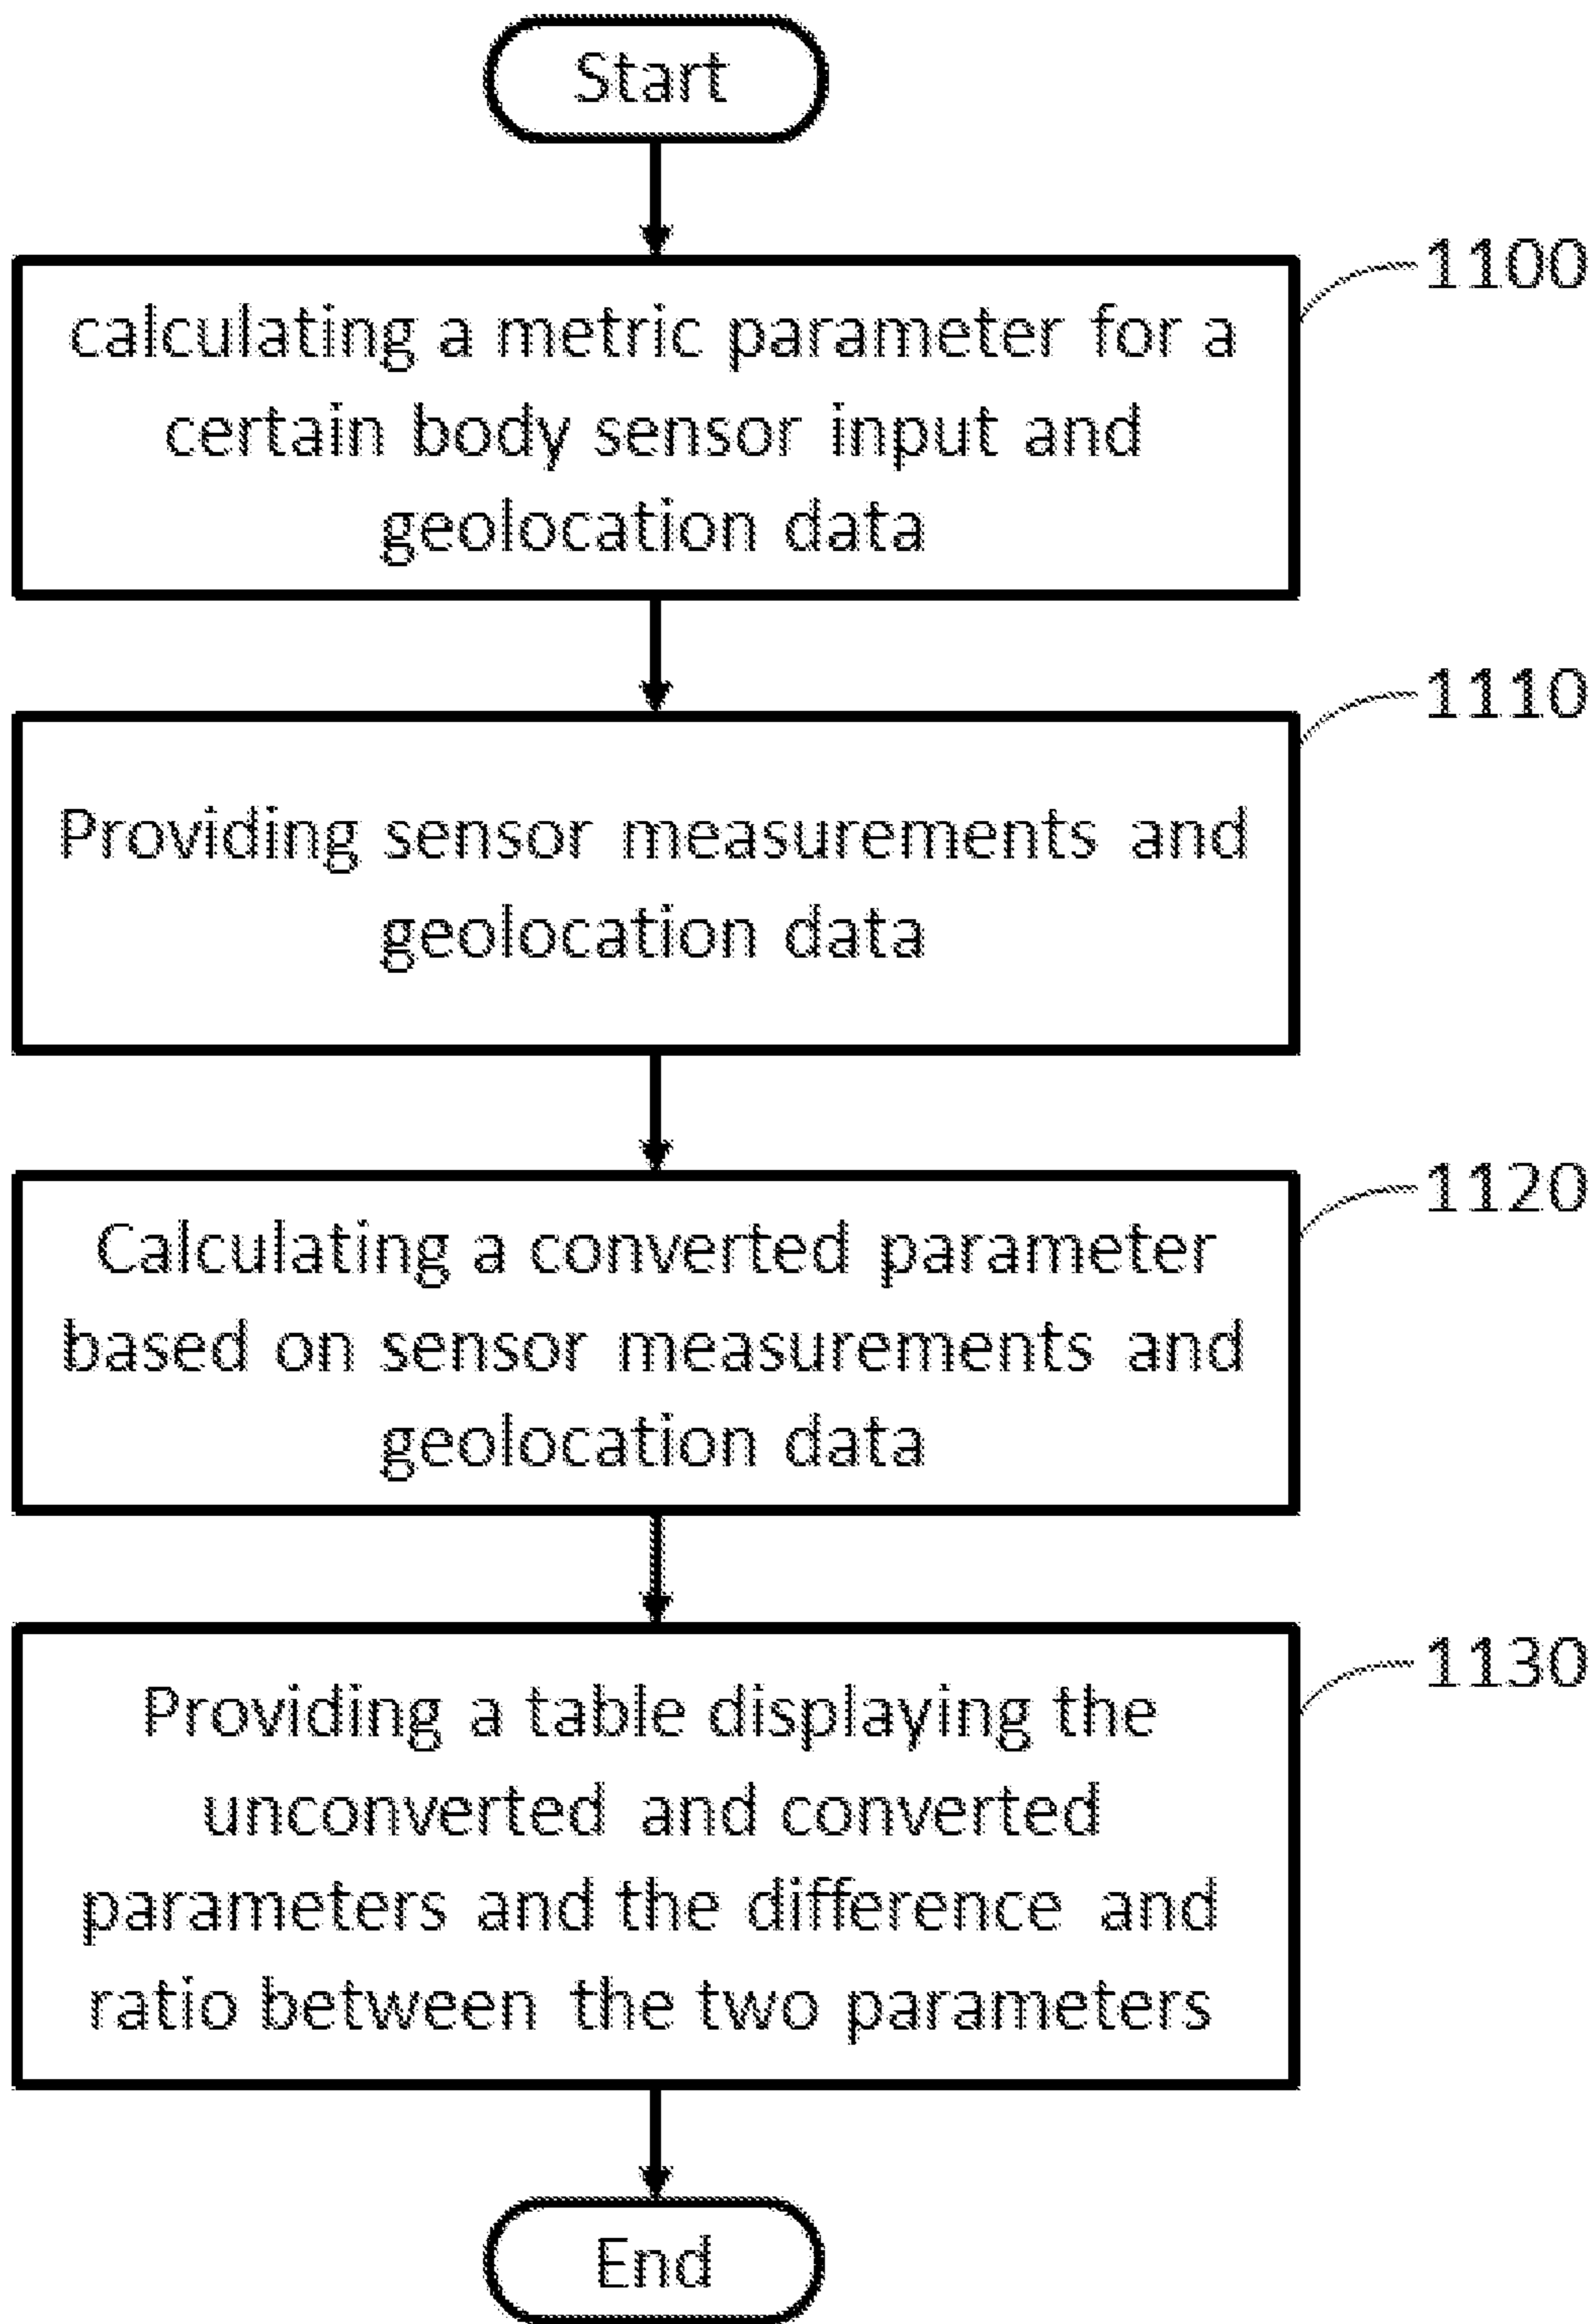 Start
calculating a metric parameter for a
certain body sensor input and
geolocation data
1100
Providing sensor measurements and
geolocation data
1110
Calculating a converted parameter
based on sensor measurements and
geolocation data
1120
Providing a table displaying the
unconverted and converted
parameters and the difference and
ratio between the two parameters
1130
End